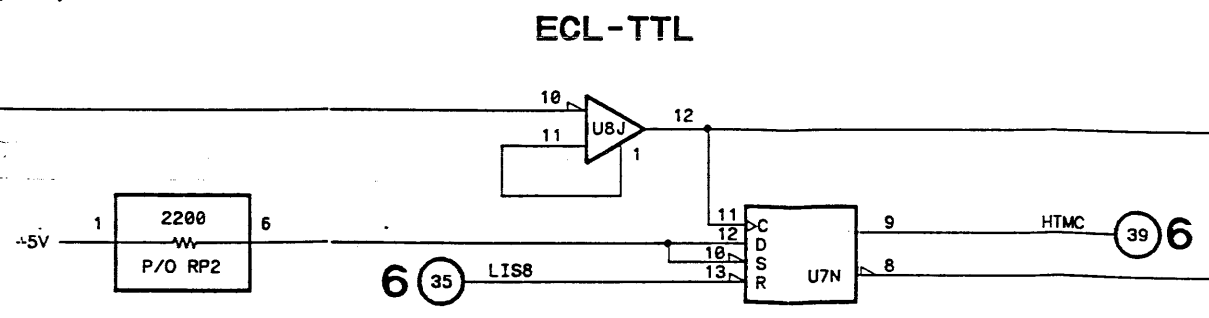 ECL-TTL
10
U8J
12
11
1
1
2200
6
+5V
P/O RP2
11
C
12
D
10
S
13
R
U7N
9
HTMC
39
6
8
6
35
LIS8